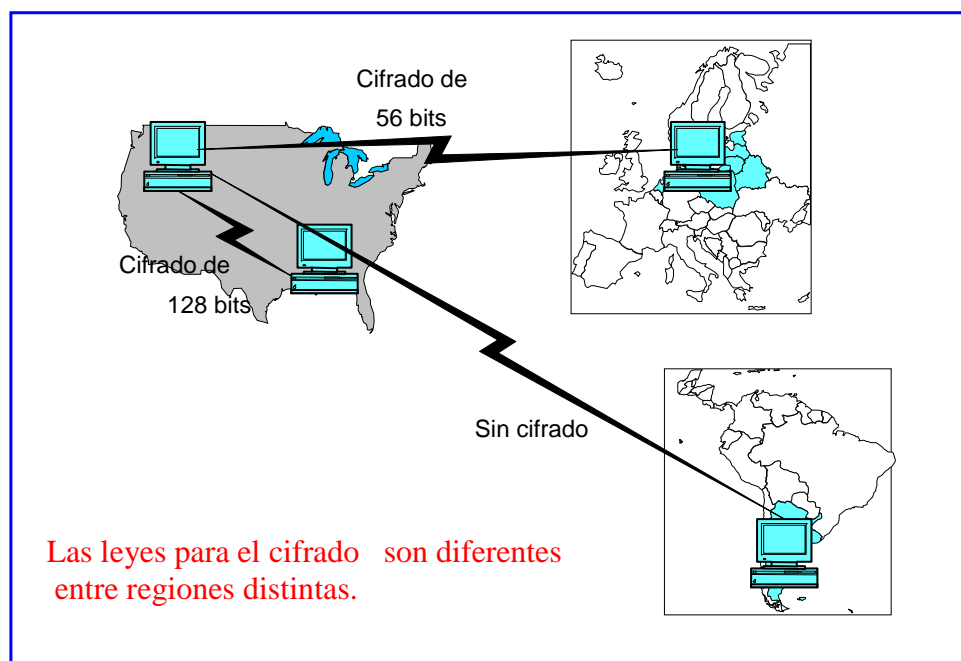 Cifrado de
56 bits
Cifrado de
128 bits
Sin cifrado
Las leyes para el cifrado son diferentes
entre regiones distintas.